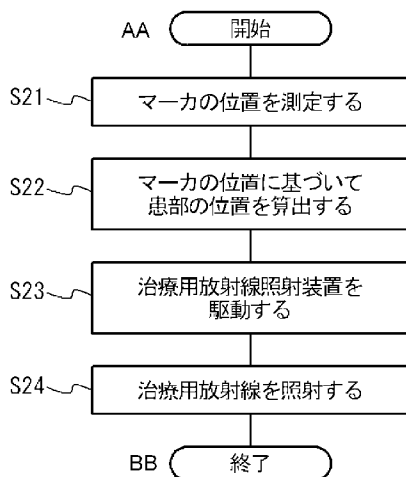 AA 開始
S21 マーカの位置を測定する
S22 マーカの位置に基づいて
患部の位置を算出する
S23 治療用放射線照射装置を
駆動する
S24 治療用放射線を照射する
BB 終了